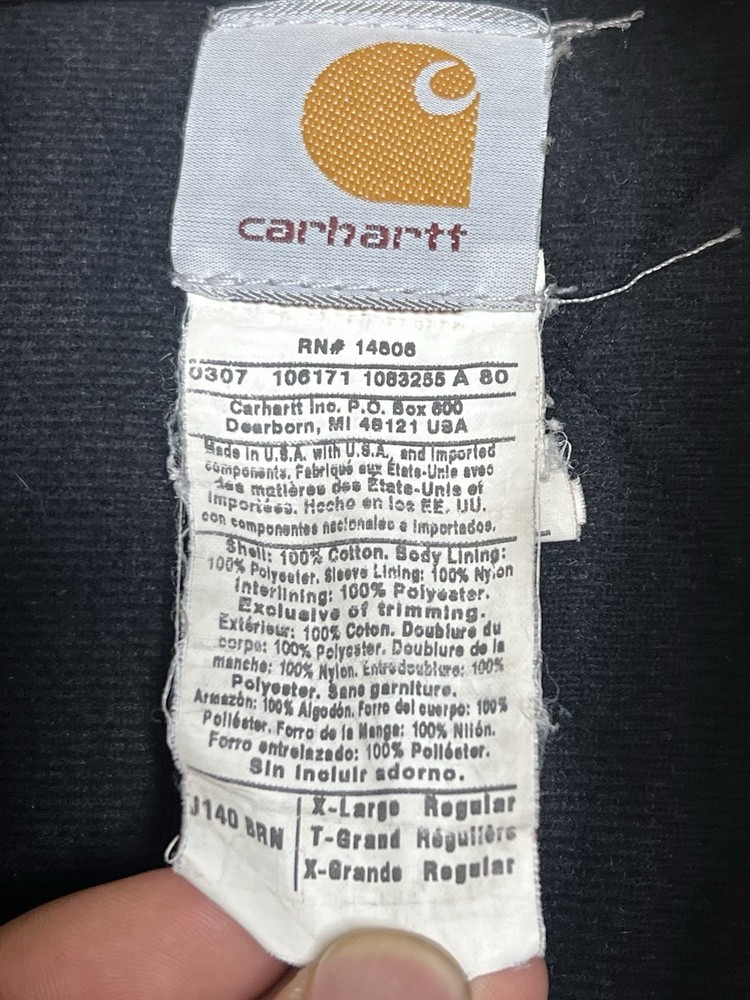 carhartt
RN# 14806
0307 106171 1083255 A 80
Carhartt Inc. P.O. Box 600
Dearborn, MI 48121 USA
Made in U.S.A. with U.S.A. and Imported
components. Fabriqué aux États-Unis avec
des matières des États-Unis et
importées. Hecho en los EE. UU.
con componentes nacionales e importados.
Shell: 100% Cotton. Body Lining:
100% Polyester. Sleeve Lining: 100% Nylon
Interlining: 100% Polyester.
Exclusive of trimming.
Extérieur: 100% Coton. Doublure du
corps: 100% Polyester. Doublure de la
manche: 100% Nylon. Entredoublure: 100%
Polyester. Sans garniture.
Armazón: 100% Algodón. Forro del cuerpo: 100%
Poliéster. Forro de la Manga: 100% Nilón.
Forro entrelazado: 100% Poliéster.
Sin incluir adorno.
J140 BRN
X-Large Regular
T-Grand Régulière
X-Grande Regular